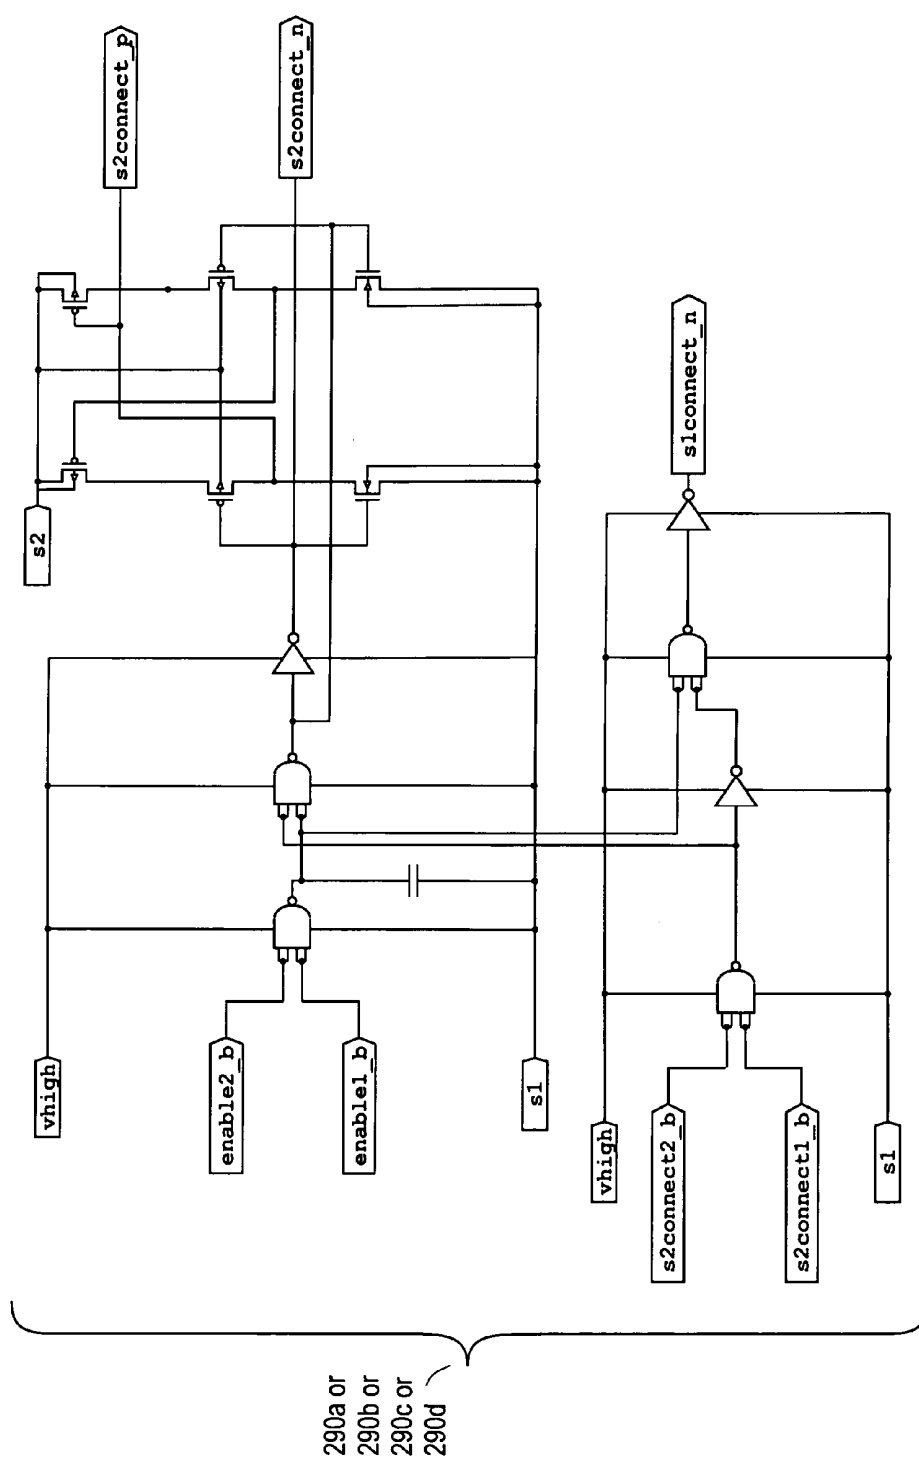 s2connect_p
s2connect_n
s2
vhigh
enable2_b
enable1_b
s1
s1connect_n
vhigh
s2connect2_b
s2connect1_b
s1
290a or
290b or
290c or
290d